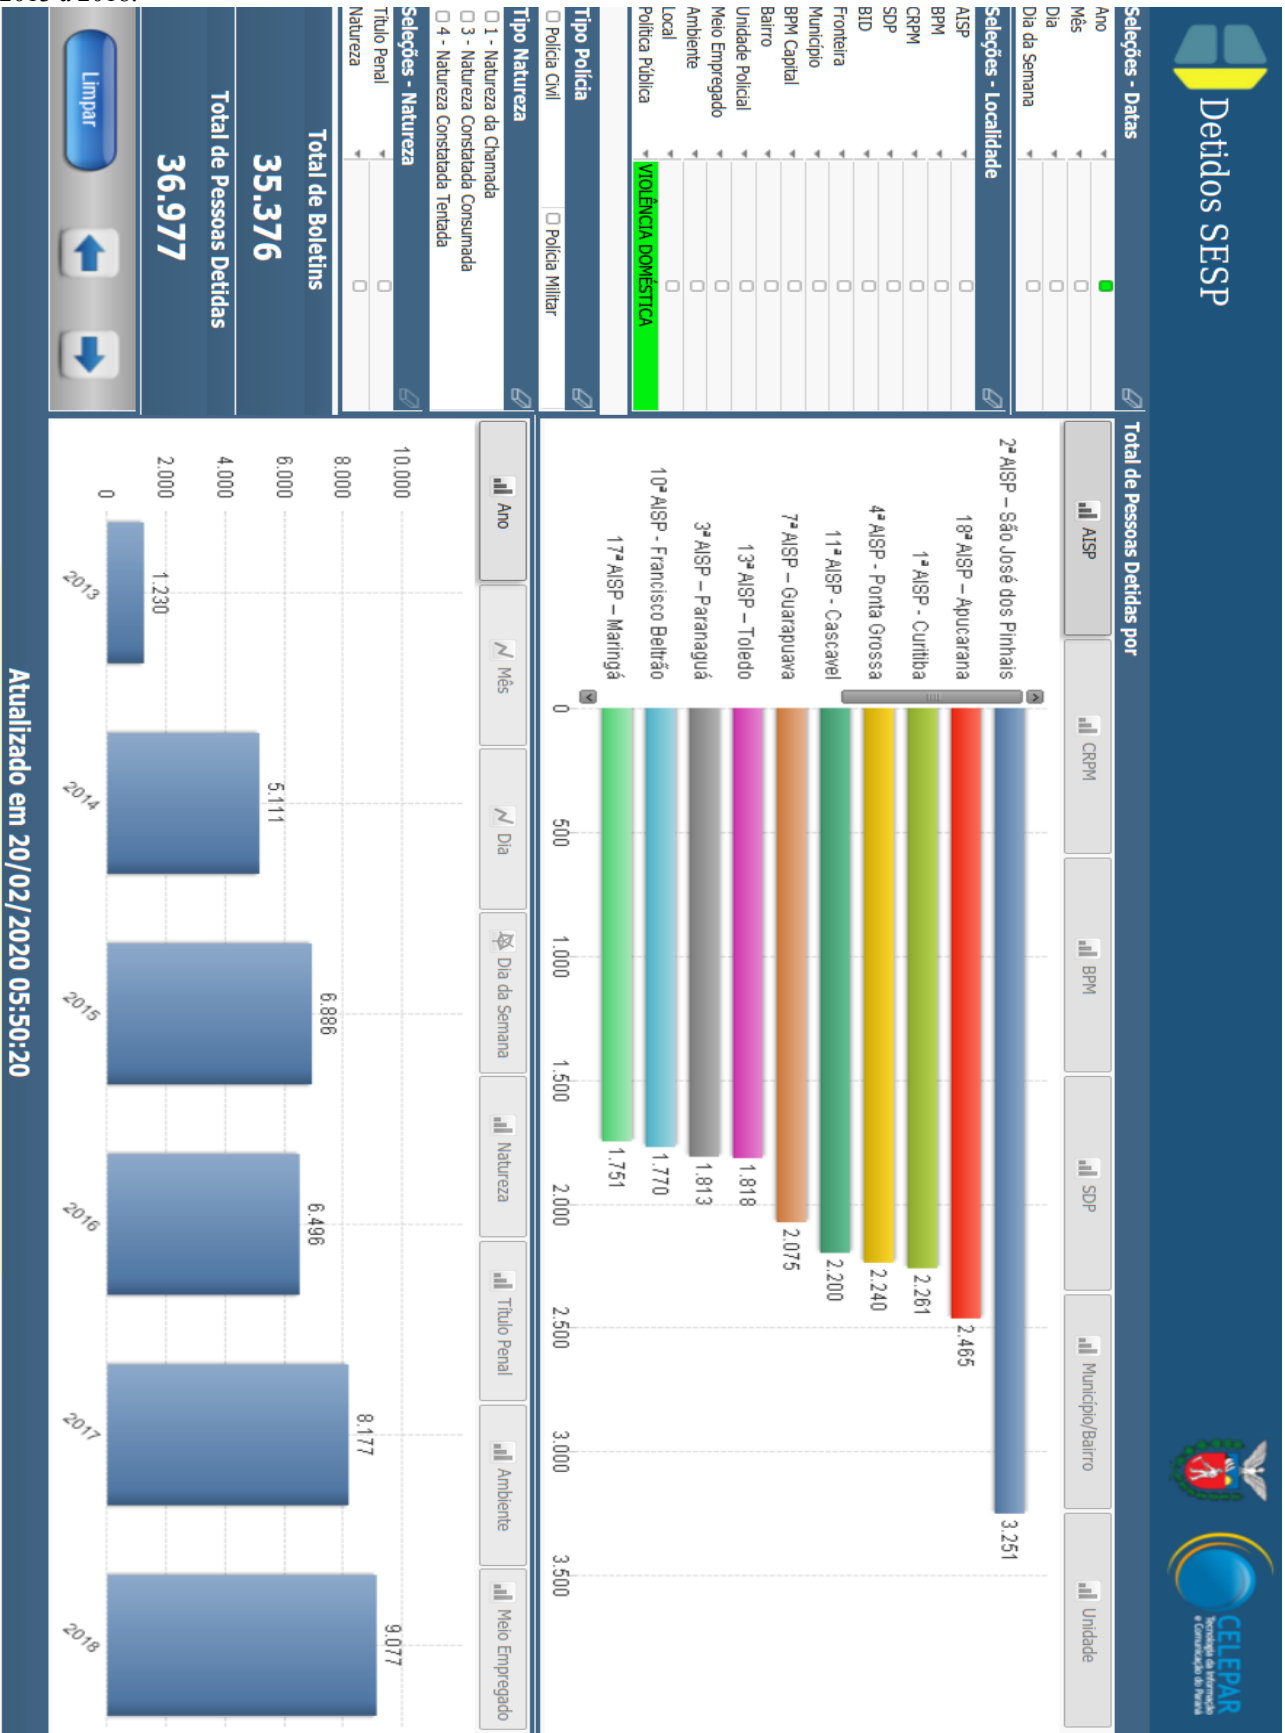 2013 a 2018.
Detidos SESP
CELEPAR
Tecnologia da Informação
e Comunicação do Paraná
Seleções - Datas
Ano
Mês
Dia
Dia da Semana
Seleções - Localidade
AISP
BPM
CRPM
SDP
BID
Fronteira
Município
BPM Capital
Bairro
Unidade Policial
Meio Empregado
Ambiente
Local
Política Pública VIOLÊNCIA DOMÉSTICA
Tipo Polícia
Polícia Civil Polícia Militar
Tipo Natureza
1 - Natureza da Chamada
3 - Natureza Constatada Consumada
4 - Natureza Constatada Tentada
Seleções - Natureza
Título Penal
Natureza
Total de Boletins
35.376
Total de Pessoas Detidas
36.977
Limpar
Total de Pessoas Detidas por
AISP CRPM BPM SDP Município/Bairro Unidade
2ª AISP – São José dos Pinhais 3.251
18ª AISP – Apucarana 2.465
1ª AISP - Curitiba 2.261
4ª AISP - Ponta Grossa 2.240
11ª AISP - Cascavel 2.200
7ª AISP – Guarapuava 2.075
13ª AISP – Toledo 1.818
3ª AISP – Paranaguá 1.813
10ª AISP - Francisco Beltrão 1.770
17ª AISP – Maringá 1.751
0 500 1.000 1.500 2.000 2.500 3.000 3.500
Ano Mês Dia Dia da Semana Natureza Título Penal Ambiente Meio Empregado
10.000
8.000
6.000
4.000
2.000
0
1.230 5.111 6.886 6.496 8.177 9.077
2013 2014 2015 2016 2017 2018
Atualizado em 20/02/2020 05:50:20